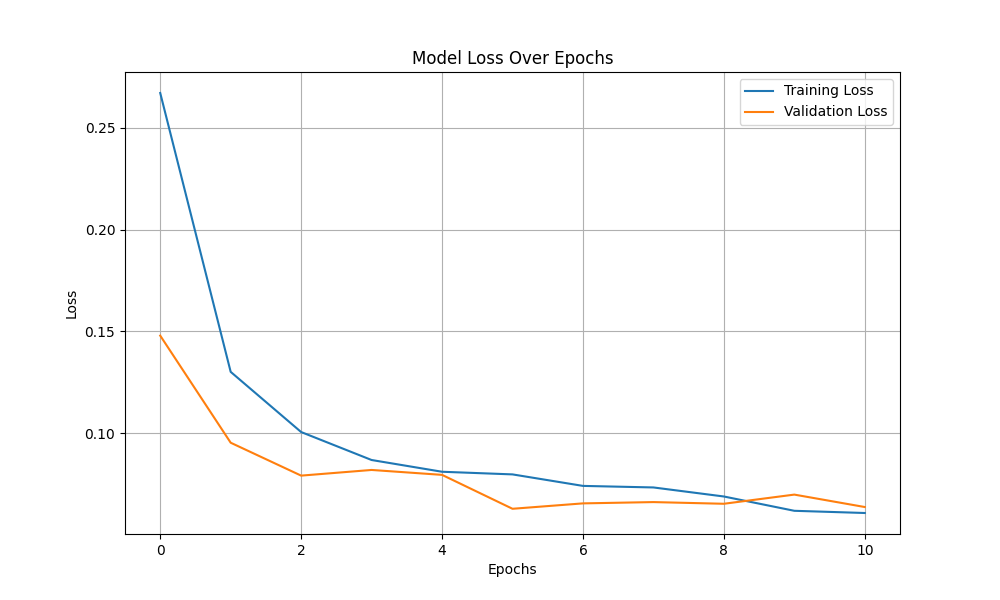 Model Loss Over Epochs
Training Loss
Validation Loss
0.25
0.20
0.15
0.10
Loss
0 2 4 6 8 10
Epochs